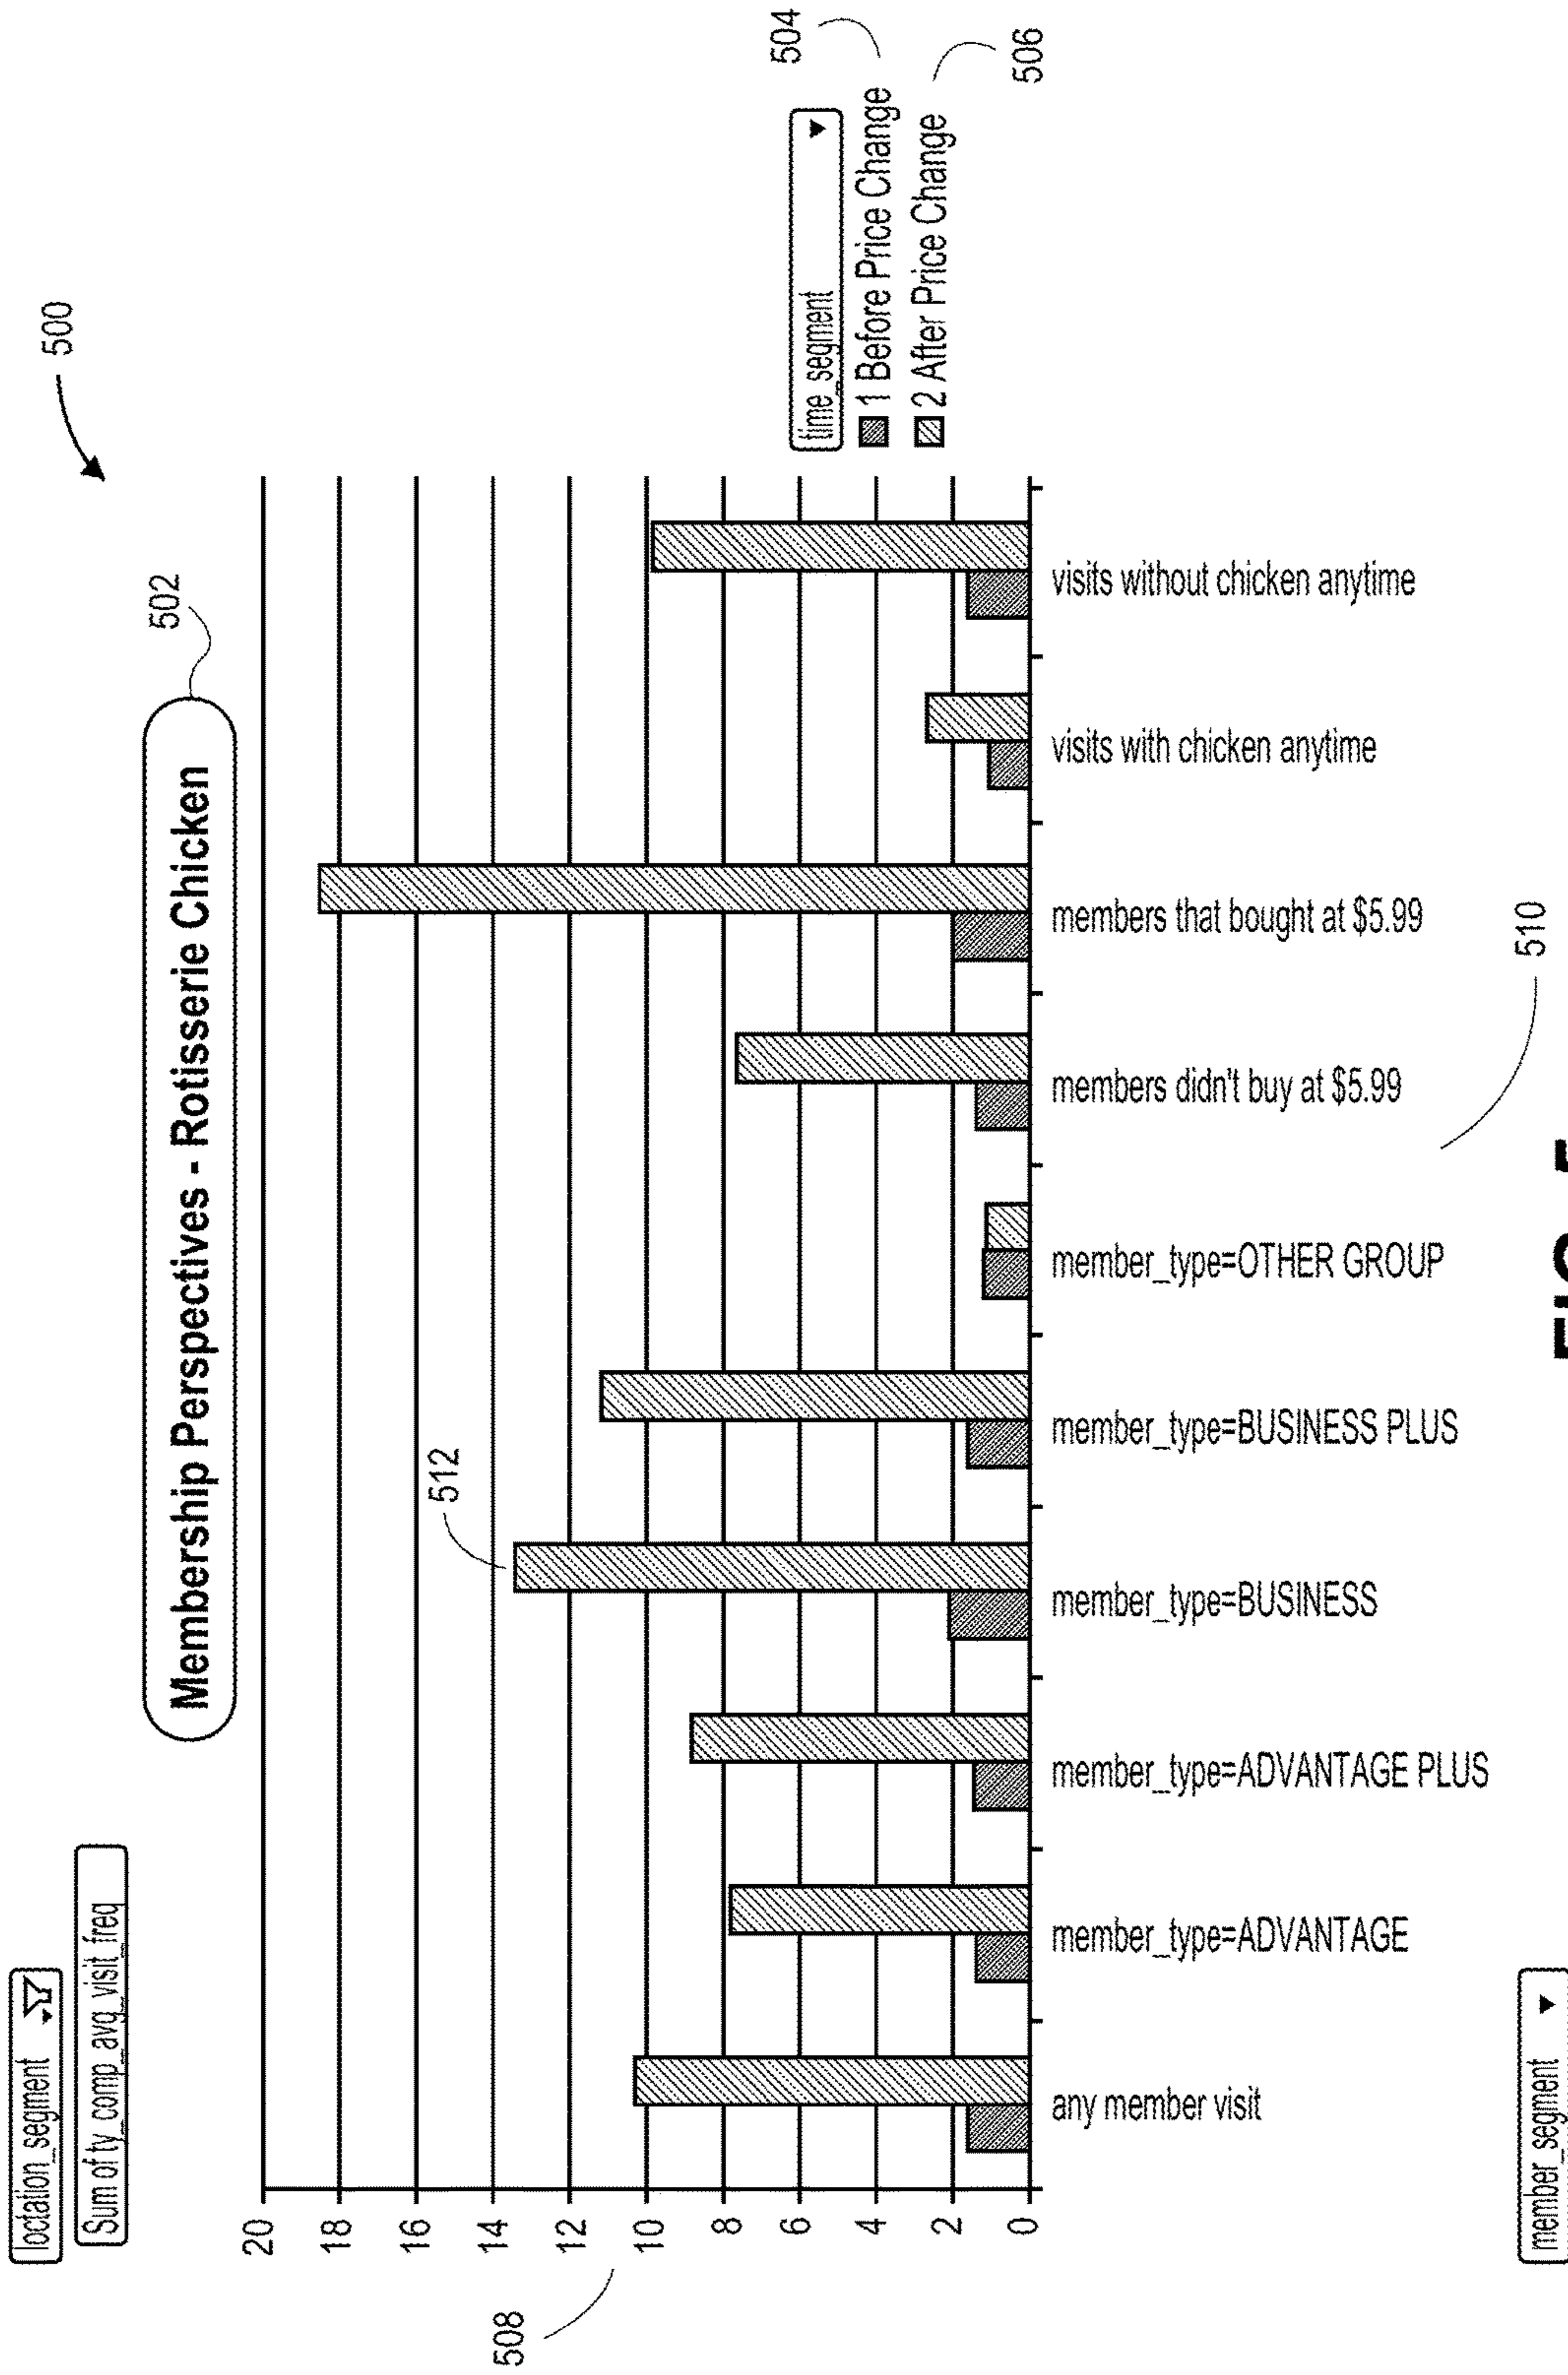 loctation_segment
Sum of ty_comp_avg_visit_freq
500
Membership Perspectives - Rotisserie Chicken
502
20
18
16
14
12
10
8
6
4
2
0
508
512
time_segment
1 Before Price Change
2 After Price Change
504
506
any member visit
member_type=ADVANTAGE
member_type=ADVANTAGE PLUS
member_type=BUSINESS
member_type=BUSINESS PLUS
member_type=OTHER GROUP
members didn't buy at $5.99
members that bought at $5.99
visits with chicken anytime
visits without chicken anytime
510
member_segment